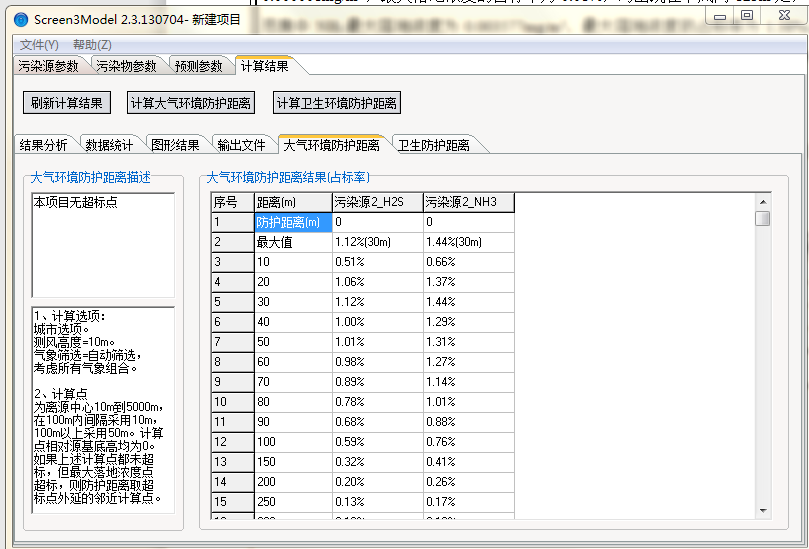 Screen3Model 2.3.130704- 新建项目
文件(Y) 帮助(Z)
污染源参数 污染物参数 预测参数 计算结果
刷新计算结果 计算大气环境防护距离 计算卫生环境防护距离
结果分析 数据统计 图形结果 输出文件 大气环境防护距离 卫生防护距离
大气环境防护距离描述
本项目无超标点
1、计算选项:
城市选项。
测风高度=10m。
气象筛选=自动筛选，
考虑所有气象组合。
2、计算点
为离源中心10m到5000m，
在100m内间隔采用10m，
100m以上采用50m。计算
点相对源基底高均为0。
如果上述计算点都未超
标，但最大落地浓度点
超标，则防护距离取超
标点外延的邻近计算点。
大气环境防护距离结果(占标率)
序号 距离(m) 污染源2_H2S 污染源2_NH3
1 防护距离(m) 0 0
2 最大值 1.12%(30m) 1.44%(30m)
3 10 0.51% 0.66%
4 20 1.06% 1.37%
5 30 1.12% 1.44%
6 40 1.00% 1.29%
7 50 1.01% 1.31%
8 60 0.98% 1.27%
9 70 0.89% 1.14%
10 80 0.78% 1.01%
11 90 0.68% 0.88%
12 100 0.59% 0.76%
13 150 0.32% 0.41%
14 200 0.20% 0.26%
15 250 0.13% 0.17%